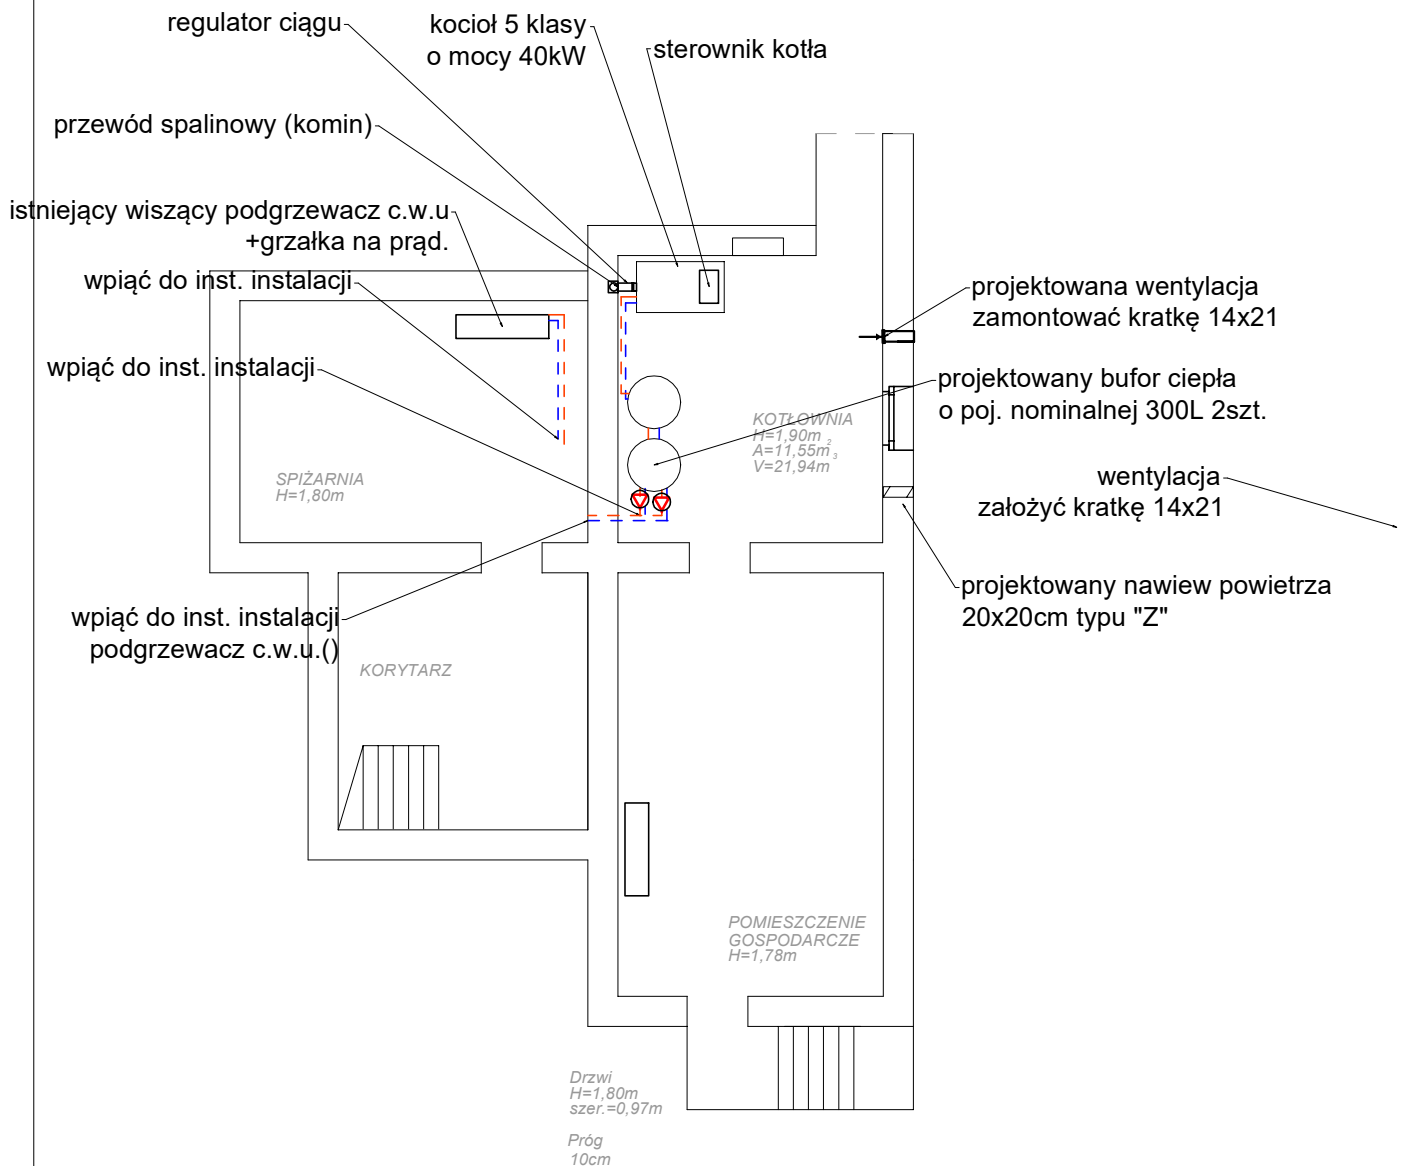 regulator ciągu
kocioł 5 klasy
o mocy 40kW
sterownik kotła
przewód spalinowy (komin)
istniejący wiszący podgrzewacz c.w.u
+grzałka na prąd.
wpiąć do inst. instalacji
wpiąć do inst. instalacji
projektowana wentylacja
zamontować kratkę 14x21
projektowany bufor ciepła
o poj. nominalnej 300L 2szt.
KOTŁOWNIA
H=1,90m
A=11,55m²
V=21,94m³
SPIŻARNIA
H=1,80m
wentylacja
założyć kratkę 14x21
projektowany nawiew powietrza
20x20cm typu "Z"
wpiąć do inst. instalacji
podgrzewacz c.w.u.()
KORYTARZ
POMIESZCZENIE
GOSPODARCZE
H=1,78m
Drzwi
H=1,80m
szer.=0,97m
Próg
10cm